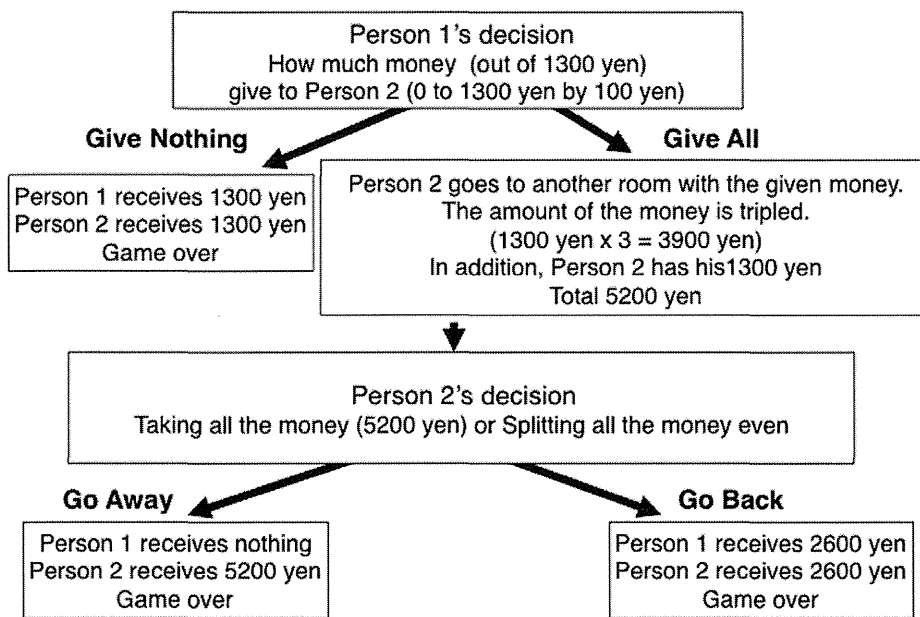 Person 1's decision
How much money (out of 1300 yen)
give to Person 2 (0 to 1300 yen by 100 yen)
Give Nothing
Give All
Person 1 receives 1300 yen
Person 2 receives 1300 yen
Game over
Person 2 goes to another room with the given money.
The amount of the money is tripled.
(1300 yen x 3 = 3900 yen)
In addition, Person 2 has his1300 yen
Total 5200 yen
Person 2's decision
Taking all the money (5200 yen) or Splitting all the money even
Go Away
Go Back
Person 1 receives nothing
Person 2 receives 5200 yen
Game over
Person 1 receives 2600 yen
Person 2 receives 2600 yen
Game over